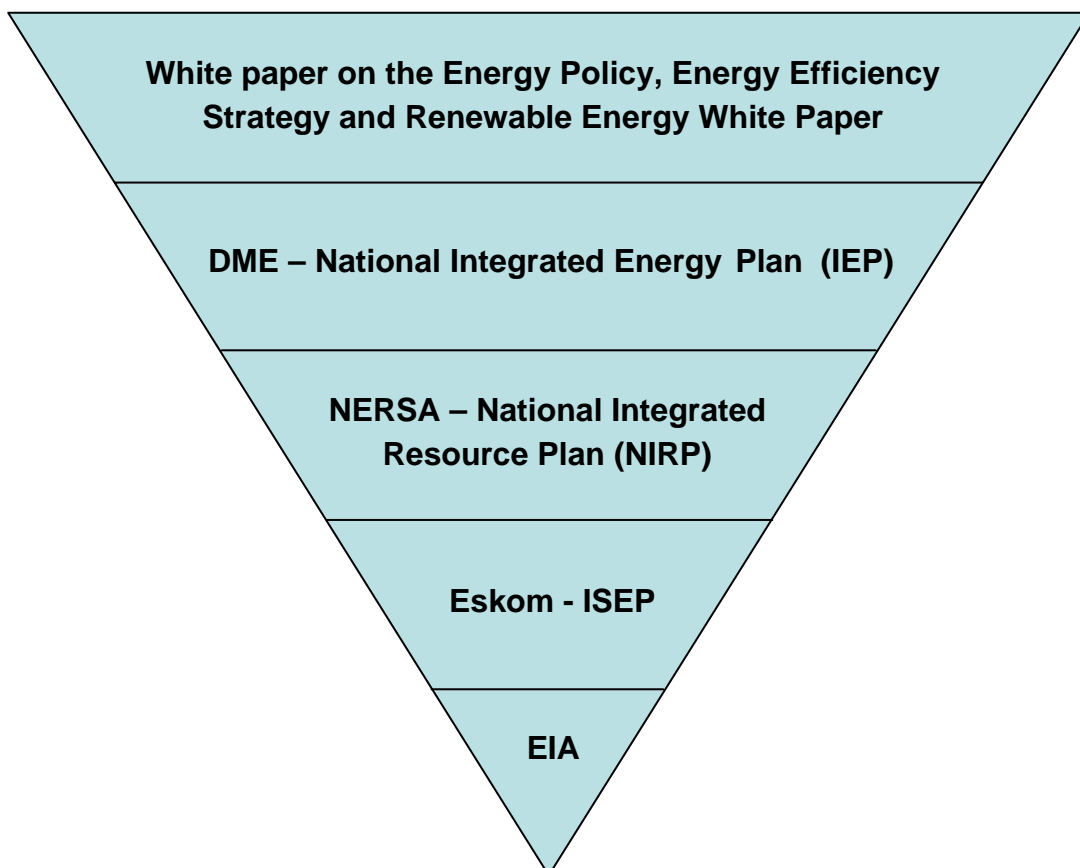 White paper on the Energy Policy, Energy Efficiency
Strategy and Renewable Energy White Paper
DME – National Integrated Energy Plan (IEP)
NERSA – National Integrated
Resource Plan (NIRP)
Eskom - ISEP
EIA